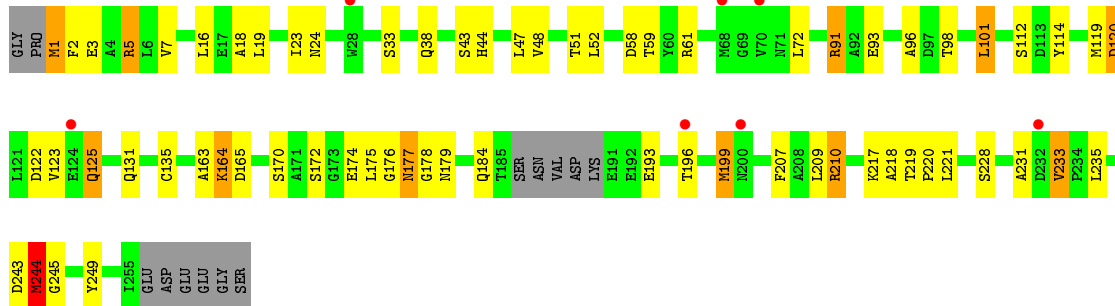 GLY PRO M1 F2 E3 A4 R5 L6 V7 L16 E17 A18 L19 I23 N24 W28 S33 Q38 S43 H44 L47 V48 T51 L52 D58 T59 Y60 R61 M68 G69 V70 N71 L72 R91 A92 E93 A96 D97 T98 L101 S112 D113 Y114 M119 D120
L121 D122 V123 E124 Q125 Q131 C135 A163 K164 D165 S170 A171 S172 G173 E174 L175 G176 N177 G178 N179 Q184 T185 SER ASN VAL ASP LYS E191 E192 E193 T196 M199 N200 F207 A208 L209 R210 K217 A218 T219 P220 L221 S228 A231 D232 V233 P234 L235
D243 M244 G245 Y249 I255 GLU ASP GLU GLU GLY SER